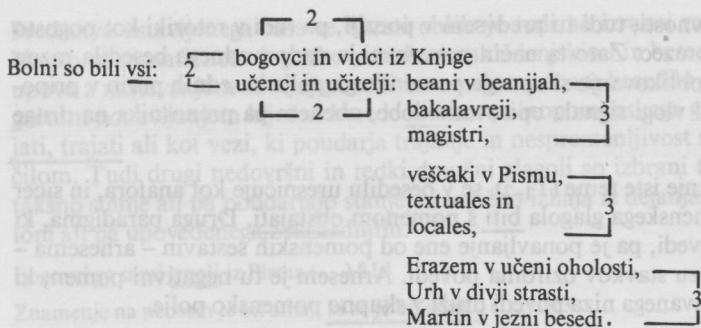 2
Bolni so bili vsi: 2 bogovci in vidci iz Knjige
učenci in učitelji: beani v beanijah,
2 bakalavreji, 3
magistri,
veščaki v Pismu,
textuales in 3
locales,
Erazem v učeni oholosti,
Urh v divji strasti, 3
Martin v jezni besedi.